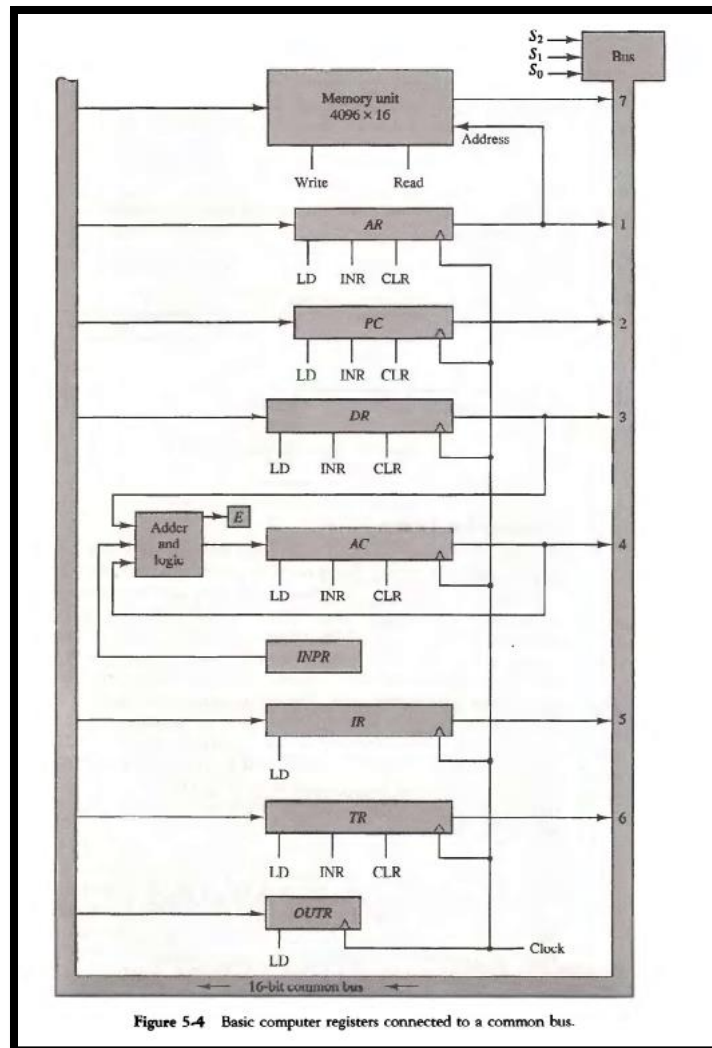 S2
S1
S0
Bus
Memory unit
4096 × 16
7
Address
Write Read
AR
1
LD INR CLR
PC
2
LD INR CLR
DR
3
LD INR CLR
Adder
and
logic
E
AC
4
LD INR CLR
INPR
IR
5
LD
TR
6
LD INR CLR
OUTR
LD
Clock
16-bit common bus
Figure 5-4 Basic computer registers connected to a common bus.